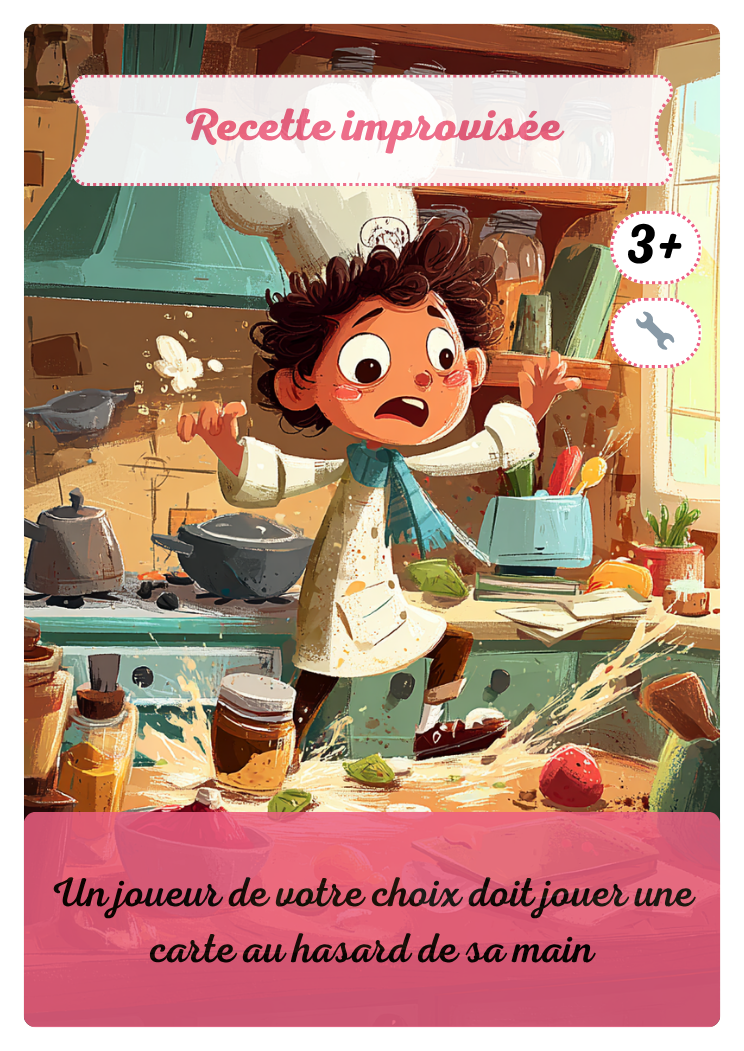 Recette improvisée
3+
Un joueur de votre choix doit jouer une
carte au hasard de sa main